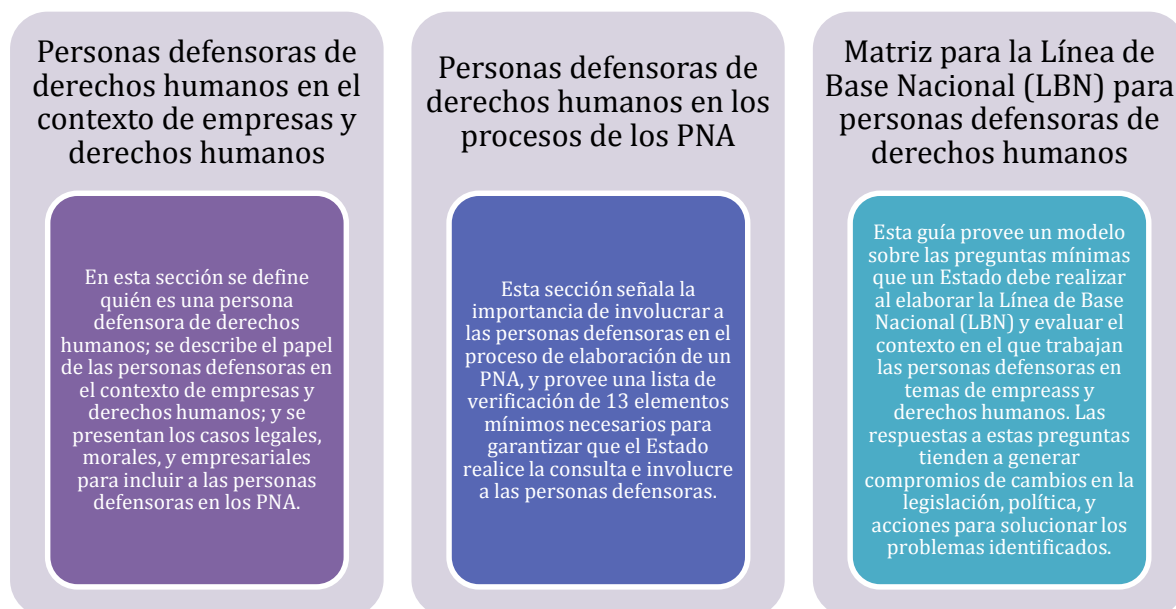 Personas defensoras de
derechos humanos en el
contexto de empresas y
derechos humanos
En esta sección se define
quién es una persona
defensora de derechos
humanos; se describe el papel
de las personas defensoras en
el contexto de empresas y
derechos humanos; y se
presentan los casos legales,
morales, y empresariales
para incluir a las personas
defensoras en los PNA.
Personas defensoras de
derechos humanos en los
procesos de los PNA
Esta sección señala la
importancia de involucrar a
las personas defensoras en el
proceso de elaboración de un
PNA, y provee una lista de
verificación de 13 elementos
mínimos necesarios para
garantizar que el Estado
realice la consulta e involucre
a las personas defensoras.
Matriz para la Línea de
Base Nacional (LBN) para
personas defensoras de
derechos humanos
Esta guía provee un modelo
sobre las preguntas mínimas
que un Estado debe realizar
al elaborar la Línea de Base
Nacional (LBN) y evaluar el
contexto en el que trabajan
las personas defensoras en
temas de empreass y
derechos humanos. Las
respuestas a estas preguntas
tienden a generar
compromios de cambios en la
legislación, política, y
acciones para solucionar los
problemas identificados.